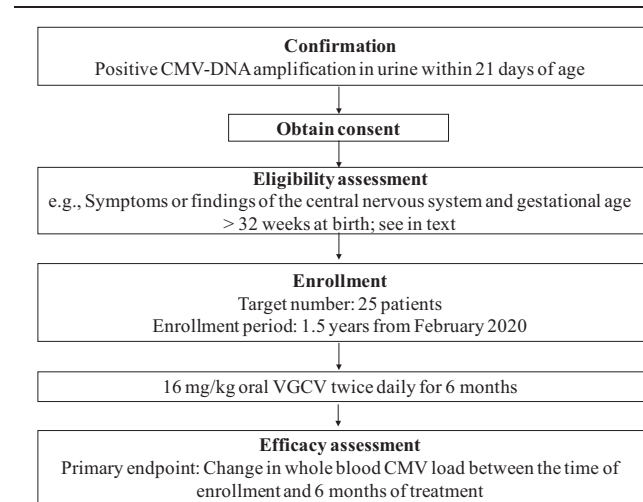 Confirmation
Positive CMV-DNA amplification in urine within 21 days of age
Obtain consent
Eligibility assessment
e.g., Symptoms or findings of the central nervous system and gestational age
> 32 weeks at birth; see in text
Enrollment
Target number: 25 patients
Enrollment period: 1.5 years from February 2020
16 mg/kg oral VGCV twice daily for 6 months
Efficacy assessment
Primary endpoint: Change in whole blood CMV load between the time of
enrollment and 6 months of treatment